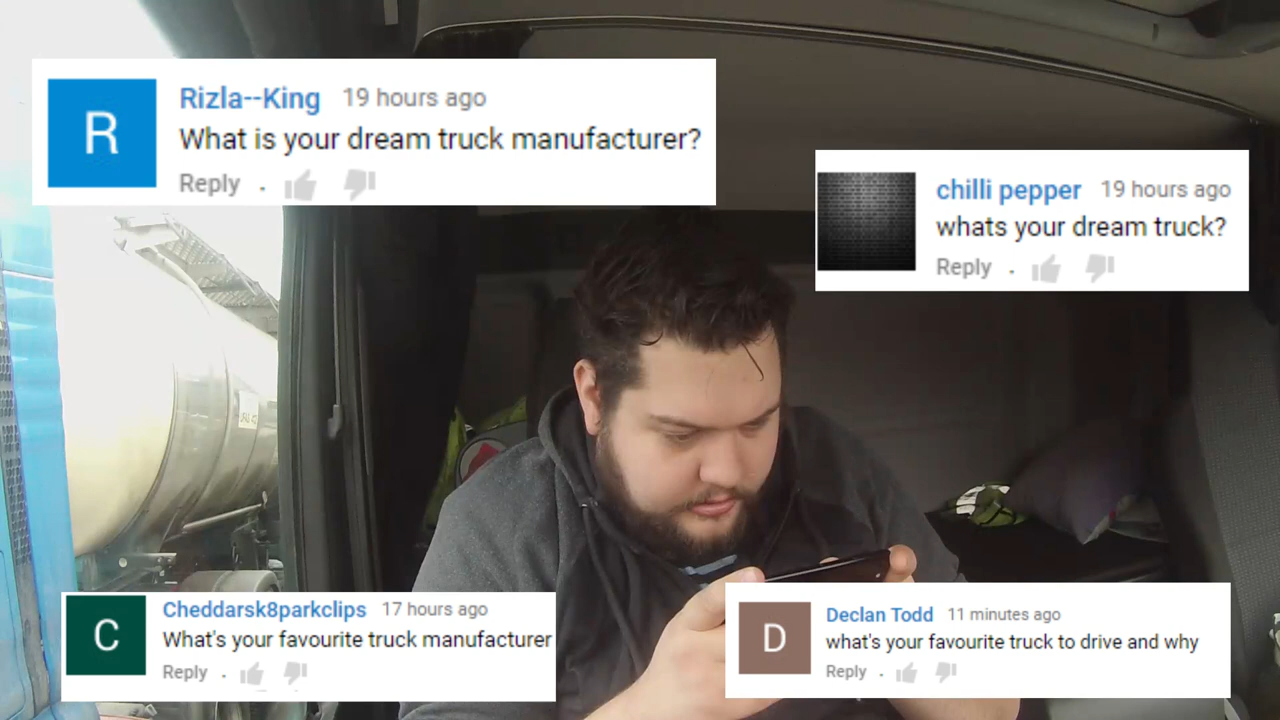 R
Rizla--King 19 hours ago
What is your dream truck manufacturer?
Reply .
chilli pepper 19 hours ago
whats your dream truck?
Reply .
C
Cheddarsk8parkclips 17 hours ago
What's your favourite truck manufacturer
Reply .
D
Declan Todd 11 minutes ago
what's your favourite truck to drive and why
Reply .